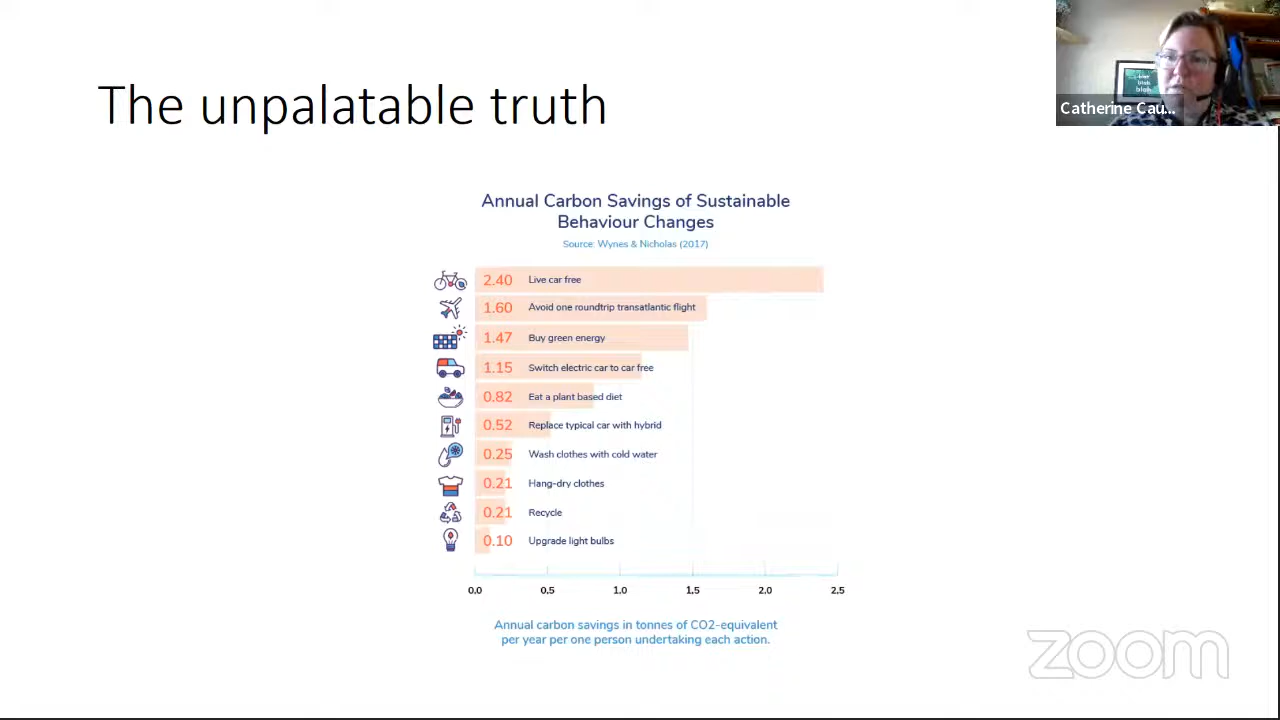 The unpalatable truth
Catherine Cau...
Annual Carbon Savings of Sustainable
Behaviour Changes
Source: Wynes & Nicholas (2017)
2.40 Live car free
1.60 Avoid one roundtrip transatlantic flight
1.47 Buy green energy
1.15 Switch electric car to car free
0.82 Eat a plant based diet
0.52 Replace typical car with hybrid
0.25 Wash clothes with cold water
0.21 Hang-dry clothes
0.21 Recycle
0.10 Upgrade light bulbs
0.0 0.5 1.0 1.5 2.0 2.5
Annual carbon savings in tonnes of CO2-equivalent
per year per one person undertaking each action.
zoom